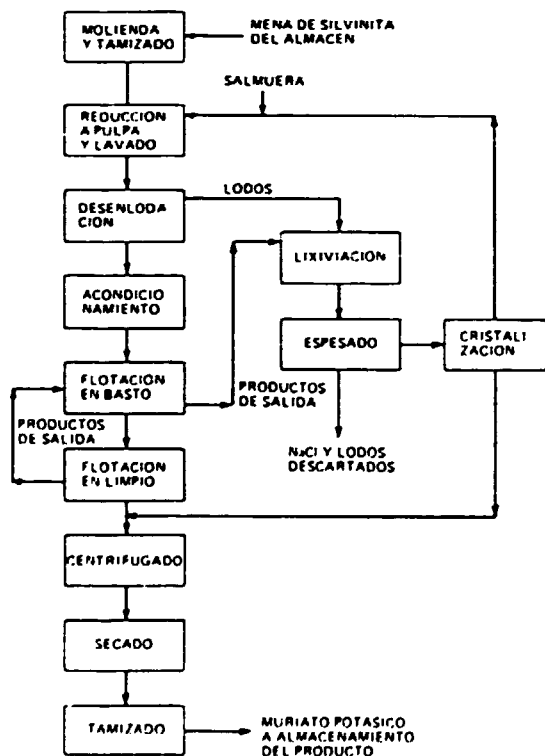 MOLIENDA
Y TAMIZADO
MENA DE SILVINITA
DEL ALMACEN
SALMUERA
REDUCCION
A PULPA
Y LAVADO
LODOS
DESENLODA
CION
LIXIVIACION
ACONDICIO
NAMIENTO
ESPESADO
CRISTALI
ZACION
FLOTACION
EN BASTO
PRODUCTOS
DE SALIDA
PRODUCTOS
DE SALIDA
NaCl Y LODOS
DESCARTADOS
FLOTACION
EN LIMPIO
CENTRIFUGADO
SECADO
TAMIZADO
MURIATO POTASICO
A ALMACENAMIENTO
DEL PRODUCTO